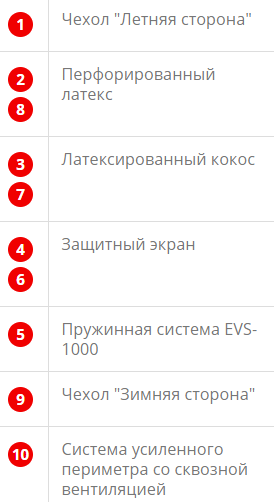 1 Чехол "Летняя сторона"
2 Перфорированный
8 латекс
3 Латексированный кокос
7
4 Защитный экран
6
5 Пружинная система EVS-
1000
9 Чехол "Зимняя сторона"
10 Система усиленного
периметра со сквозной
вентиляцией